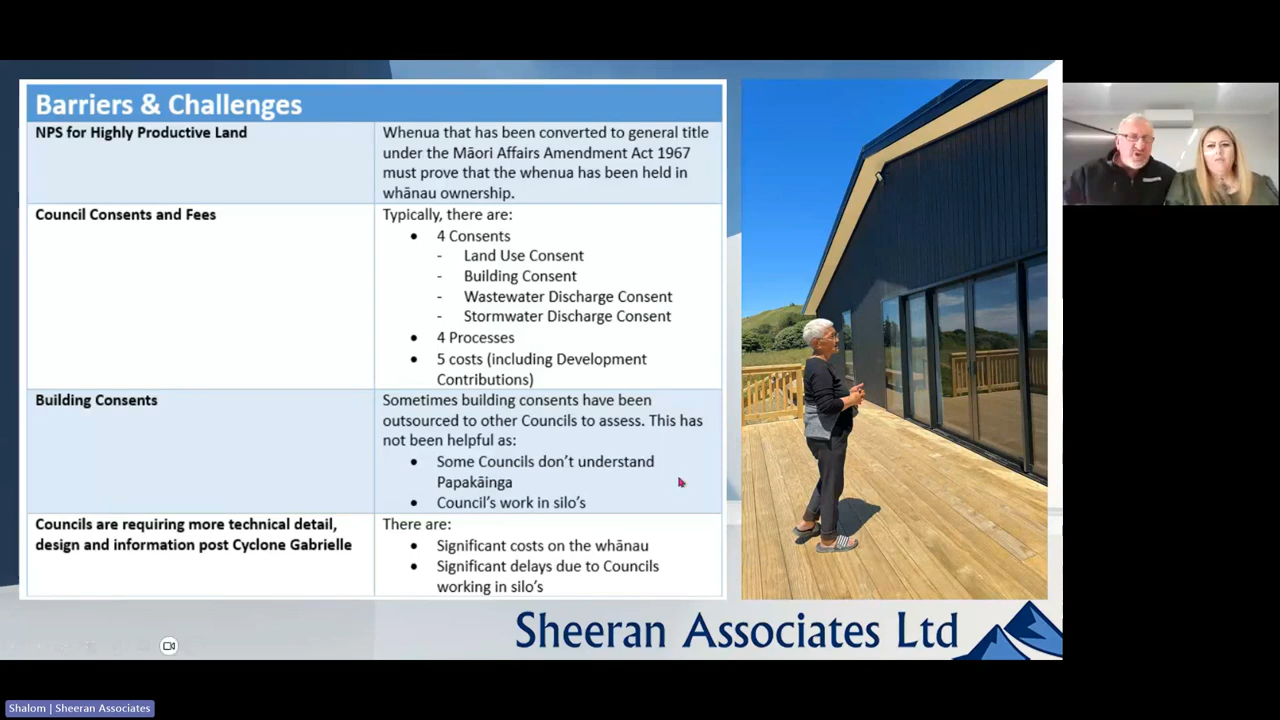 Barriers & Challenges
NPS for Highly Productive Land
Whenua that has been converted to general title
under the Māori Affairs Amendment Act 1967
must prove that the whenua has been held in
whānau ownership.
Council Consents and Fees
Typically, there are:
• 4 Consents
- Land Use Consent
- Building Consent
- Wastewater Discharge Consent
- Stormwater Discharge Consent
• 4 Processes
• 5 costs (including Development
Contributions)
Building Consents
Sometimes building consents have been
outsourced to other Councils to assess. This has
not been helpful as:
• Some Councils don't understand
Papakāinga
• Council's work in silo's
Councils are requiring more technical detail,
design and information post Cyclone Gabrielle
There are:
• Significant costs on the whānau
• Significant delays due to Councils
working in silo's
Sheeran Associates Ltd
Shalom | Sheeran Associates